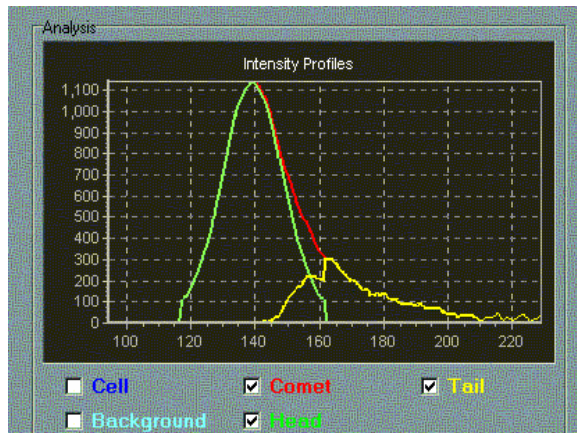 Analysis
Intensity Profiles
1,100
1,000
900
800
700
600
500
400
300
200
100
0
100 120 140 160 180 200 220
Cell Comet Tail
Background Head